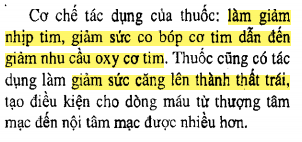 Cơ chế tác dụng của thuốc: làm giảm
nhịp tim, giảm sức co bóp cơ tim dẫn đến
giảm nhu cầu oxy cơ tim. Thuốc cũng có tác
dụng làm giảm sức căng lên thành thất trái,
tạo điều kiện cho dòng máu từ thượng tâm
mạc đến nội tâm mạc được nhiều hơn.